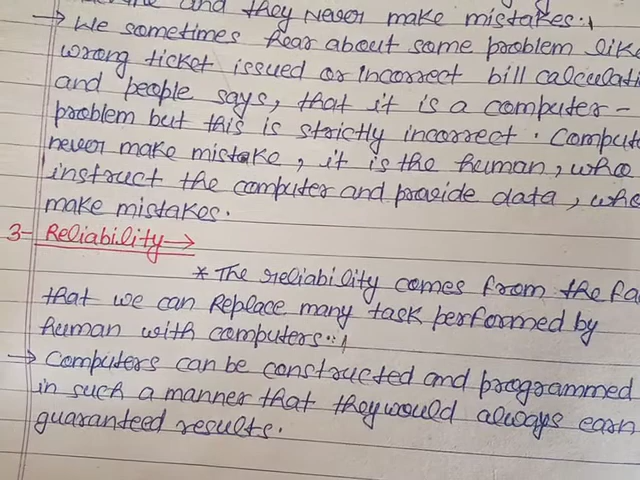 and they never make mistakes.
→ We sometimes hear about some problem like
wrong ticket issued or incorrect bill calculati
and people says, that it is a computer-
problem but this is strictly incorrect. Comput
never make mistake, it is the human, who
instruct the computer and provide data, who
make mistakes.
3- Reliability→
* The reliability comes from the fa
that we can Replace many task performed by
human with computers..
→ Computers can be constructed and programmed
in such a manner that they would always earn
guaranteed results.